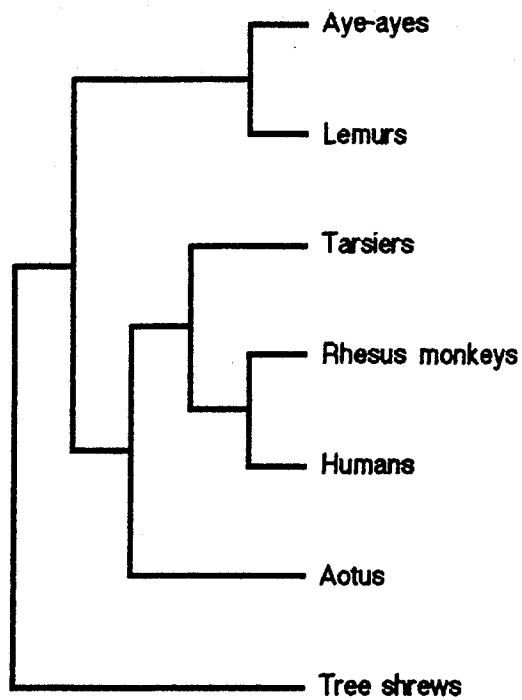 Aye-ayes
Lemurs
Tarsiers
Rhesus monkeys
Humans
Aotus
Tree shrews